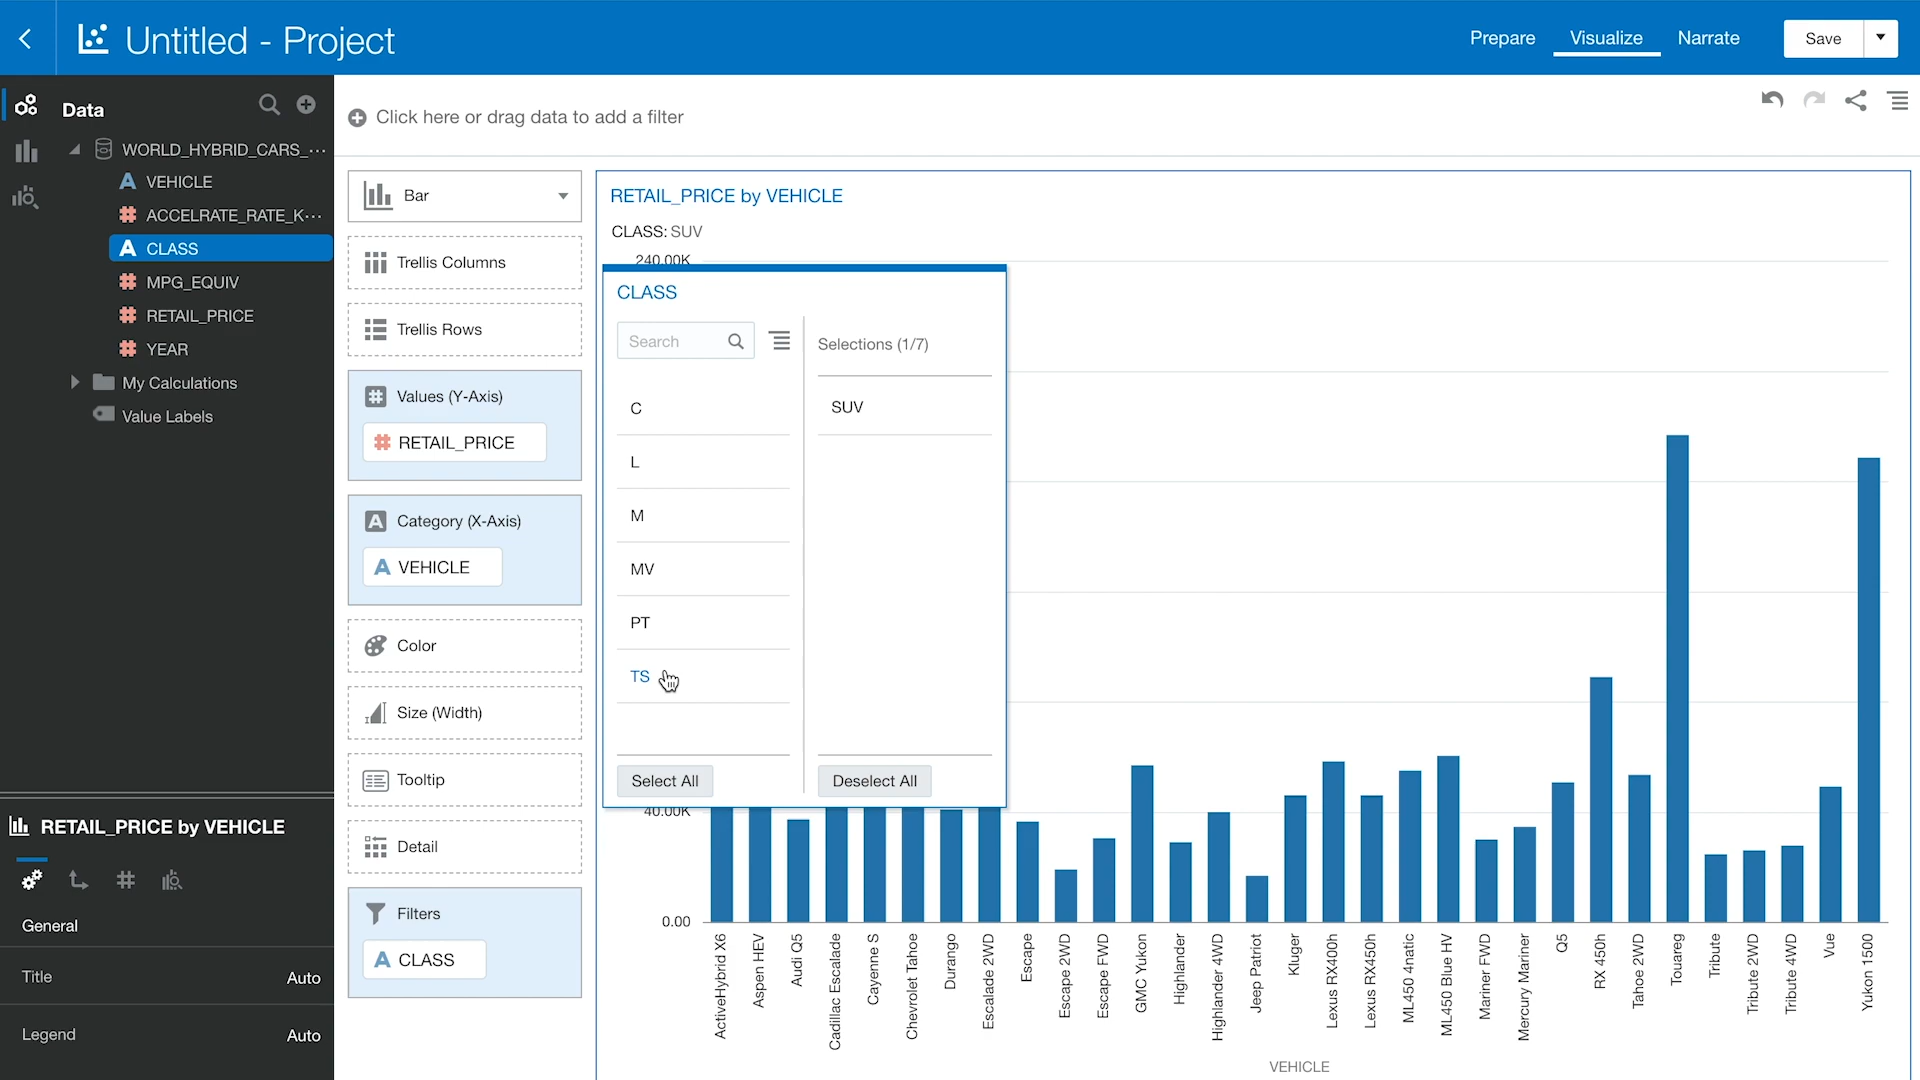 Untitled - Project
Prepare
Visualize
Narrate
Save
Data
WORLD_HYBRID_CARS_···
VEHICLE
ACCELRATE_RATE_K···
CLASS
MPG_EQUIV
RETAIL_PRICE
YEAR
My Calculations
Value Labels
RETAIL_PRICE by VEHICLE
General
Title Auto
Legend Auto
Click here or drag data to add a filter
Bar
Trellis Columns
Trellis Rows
Values (Y-Axis)
RETAIL_PRICE
Category (X-Axis)
A VEHICLE
Color
Size (Width)
Tooltip
Detail
Filters
A CLASS
RETAIL_PRICE by VEHICLE
CLASS: SUV
240.00K
CLASS
Search
Selections (1/7)
C
L
M
MV
PT
TS
SUV
Select All
Deselect All
40.00K
0.00
ActiveHybrid X6
Aspen HEV
Audi Q5
Cadillac Escalade
Cayenne S
Chevrolet Tahoe
Durango
Escalade 2WD
Escape
Escape 2WD
Escape FWD
GMC Yukon
Highlander
Highlander 4WD
Jeep Patriot
Kluger
Lexus RX400h
Lexus RX450h
ML450 4natic
ML450 Blue HV
Mariner FWD
Mercury Mariner
Q5
RX 450h
Tahoe 2WD
Touareg
Tribute
Tribute 2WD
Tribute 4WD
Vue
Yukon 1500
VEHICLE